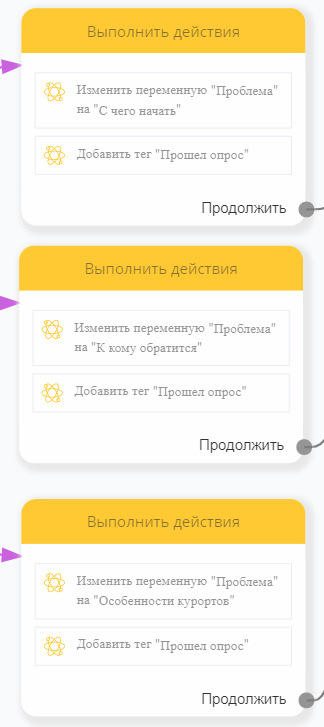 Выполнить действия
Изменить переменную "Проблема"
на "С чего начать"
Добавить тег "Прошел опрос"
Продолжить
Выполнить действия
Изменить переменную "Проблема"
на "К кому обратится"
Добавить тег "Прошел опрос"
Продолжить
Выполнить действия
Изменить переменную "Проблема"
на "Особенности курортов"
Добавить тег "Прошел опрос"
Продолжить